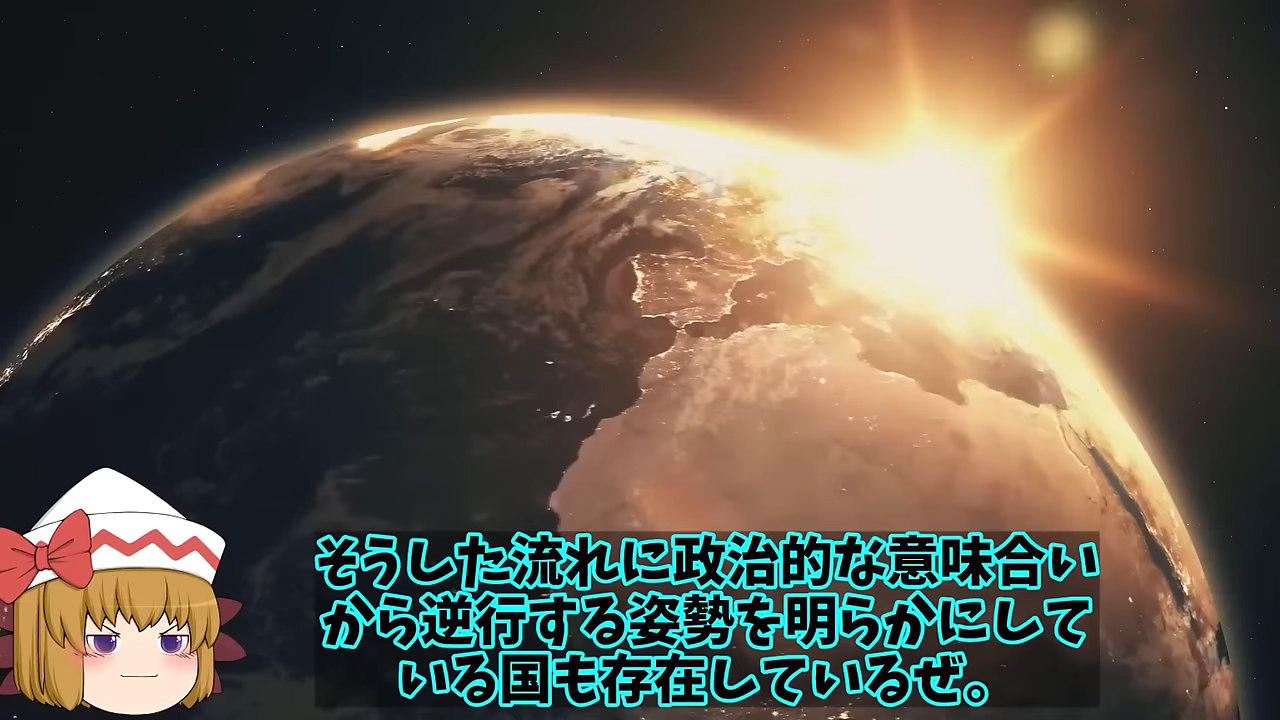 そうした流れに政治的な意味合い
から逆行する姿勢を明らかにして
いる国も存在しているぜ。